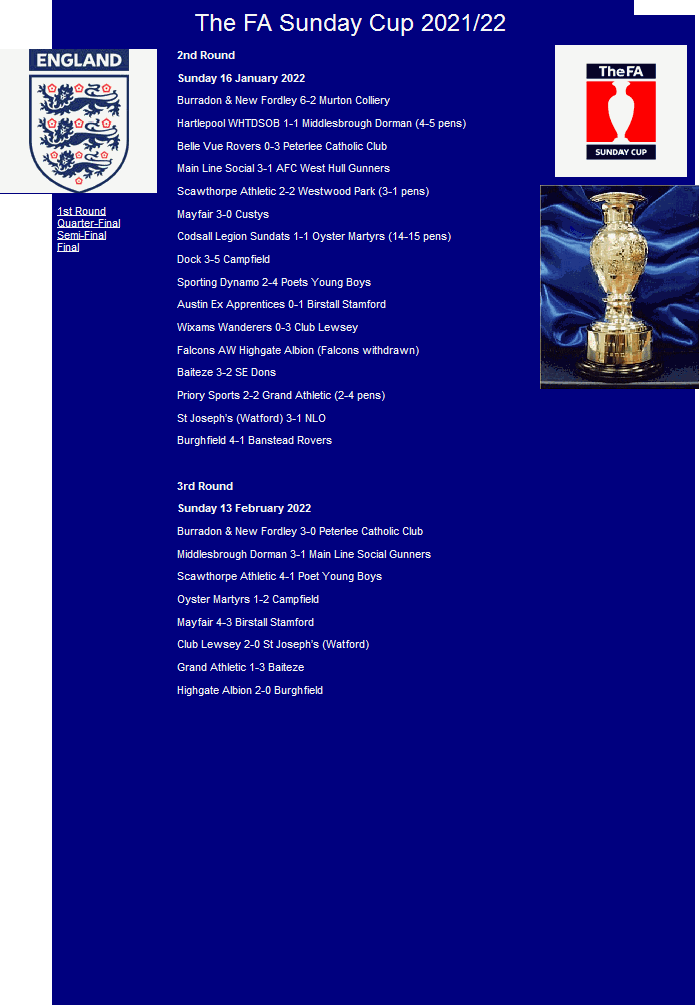 The FA Sunday Cup 2021/22
ENGLAND
1st Round
Quarter-Final
Semi-Final
Final
2nd Round
Sunday 16 January 2022
Burradon & New Fordley 6-2 Murton Colliery
Hartlepool WHTDSOB 1-1 Middlesbrough Dorman (4-5 pens)
Belle Vue Rovers 0-3 Peterlee Catholic Club
Main Line Social 3-1 AFC West Hull Gunners
Scawthorpe Athletic 2-2 Westwood Park (3-1 pens)
Mayfair 3-0 Custys
Codsall Legion Sundats 1-1 Oyster Martyrs (14-15 pens)
Dock 3-5 Campfield
Sporting Dynamo 2-4 Poets Young Boys
Austin Ex Apprentices 0-1 Birstall Stamford
Wixams Wanderers 0-3 Club Lewsey
Falcons AW Highgate Albion (Falcons withdrawn)
Baiteze 3-2 SE Dons
Priory Sports 2-2 Grand Athletic (2-4 pens)
St Joseph's (Watford) 3-1 NLO
Burghfield 4-1 Banstead Rovers
3rd Round
Sunday 13 February 2022
Burradon & New Fordley 3-0 Peterlee Catholic Club
Middlesbrough Dorman 3-1 Main Line Social Gunners
Scawthorpe Athletic 4-1 Poet Young Boys
Oyster Martyrs 1-2 Campfield
Mayfair 4-3 Birstall Stamford
Club Lewsey 2-0 St Joseph's (Watford)
Grand Athletic 1-3 Baiteze
Highgate Albion 2-0 Burghfield
The FA
SUNDAY CUP